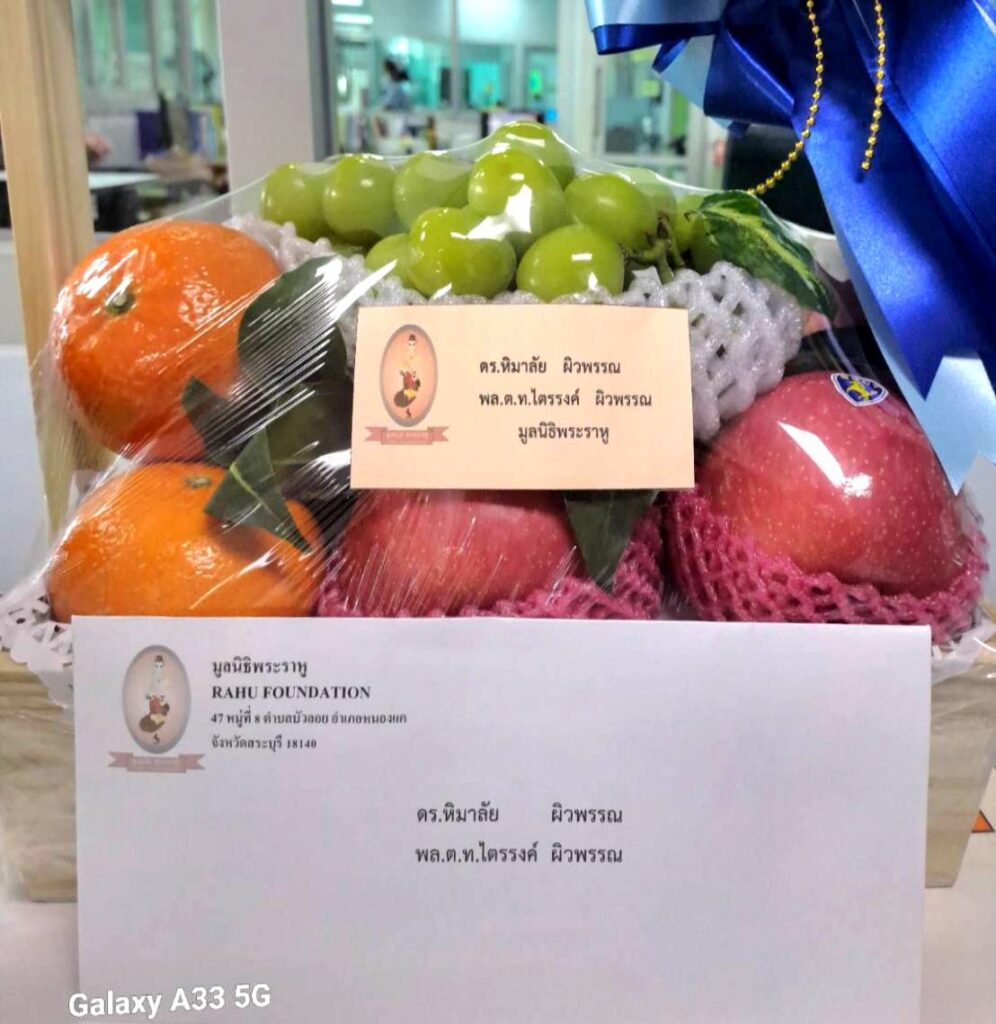 ดร.หิมาลัย ผิวพรรณ
พล.ต.ท.ไตรรงค์ ผิวพรรณ
มูลนิธิพระราหู
มูลนิธิพระราหู
RAHU FOUNDATION
47 หมู่ที่ 8 ตำบลบัวลอย อำเภอหนองแค
จังหวัดสระบุรี 18140
ดร.หิมาลัย ผิวพรรณ
พล.ต.ท.ไตรรงค์ ผิวพรรณ
Galaxy A33 5G